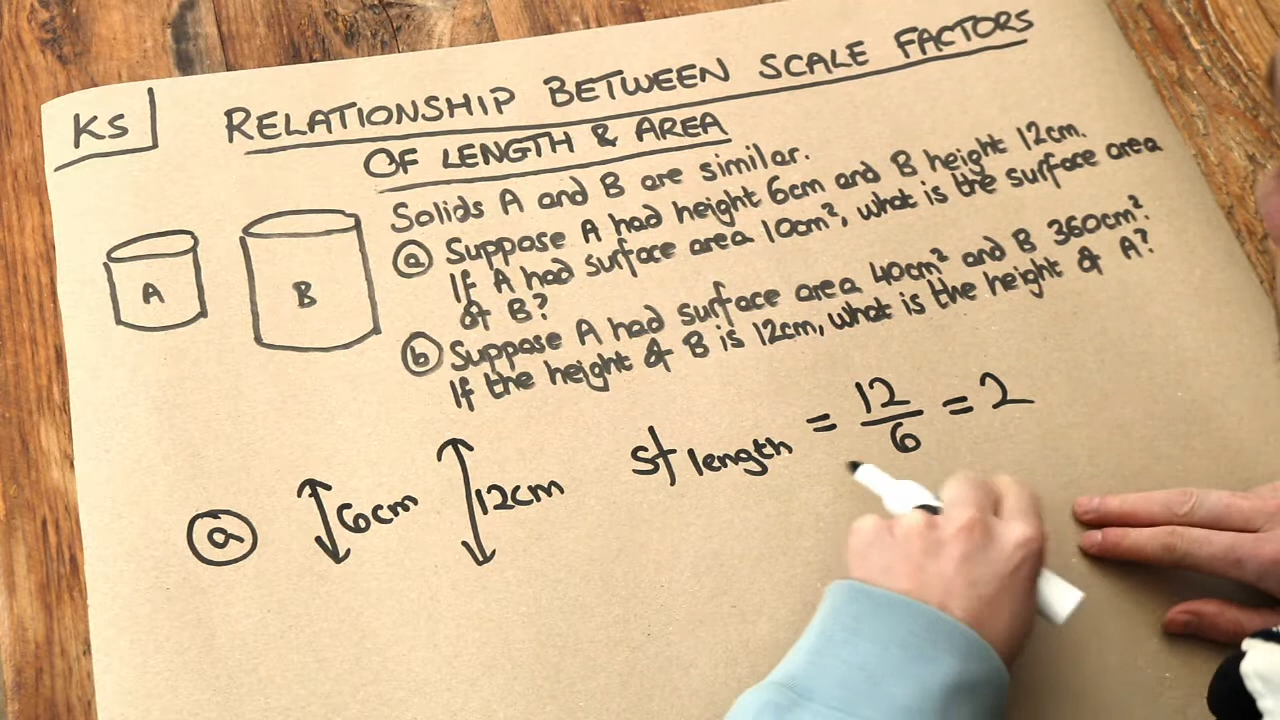 KS
RELATIONSHIP BETWEEN SCALE FACTORS
OF LENGTH & AREA
Solids A and B are similar.
ⓐ Suppose A had height 6cm and B height 12cm.
If A had surface area 10cm², what is the surface area
of B?
ⓑ Suppose A had surface area 40cm² and B 360cm².
If the height of B is 12cm, what is the height of A?
A
B
ⓐ 6cm 12cm sf length = 12/6 = 2